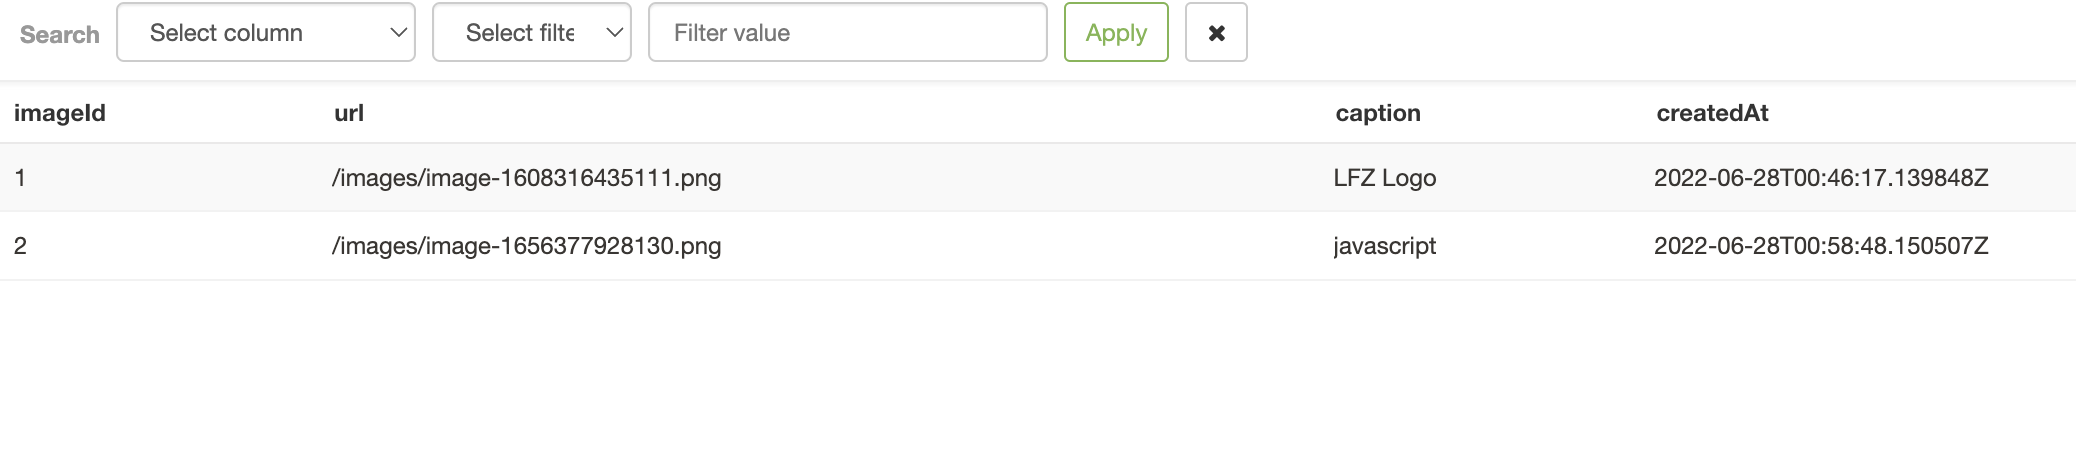 Search Select column Select filte Filter value Apply ✖
imageId url caption createdAt
1 /images/image-1608316435111.png LFZ Logo 2022-06-28T00:46:17.139848Z
2 /images/image-1656377928130.png javascript 2022-06-28T00:58:48.150507Z